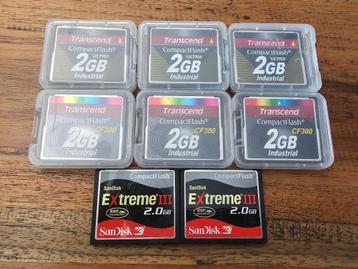 Transcend
CompactFlash
ULTRA
2GB
Industrial
Transcend
CompactFlash
ULTRA
2GB
Industrial
Transcend
CompactFlash
ULTRA
2GB
Industrial
Transcend
CompactFlash
CF300
2GB
Industrial
Transcend
CompactFlash
CF300
2GB
Industrial
Transcend
CompactFlash
CF300
2GB
Industrial
CompactFlash
SanDisk
Extreme III
2.0GB
SanDisk
CompactFlash
SanDisk
Extreme III
2.0GB
SanDisk